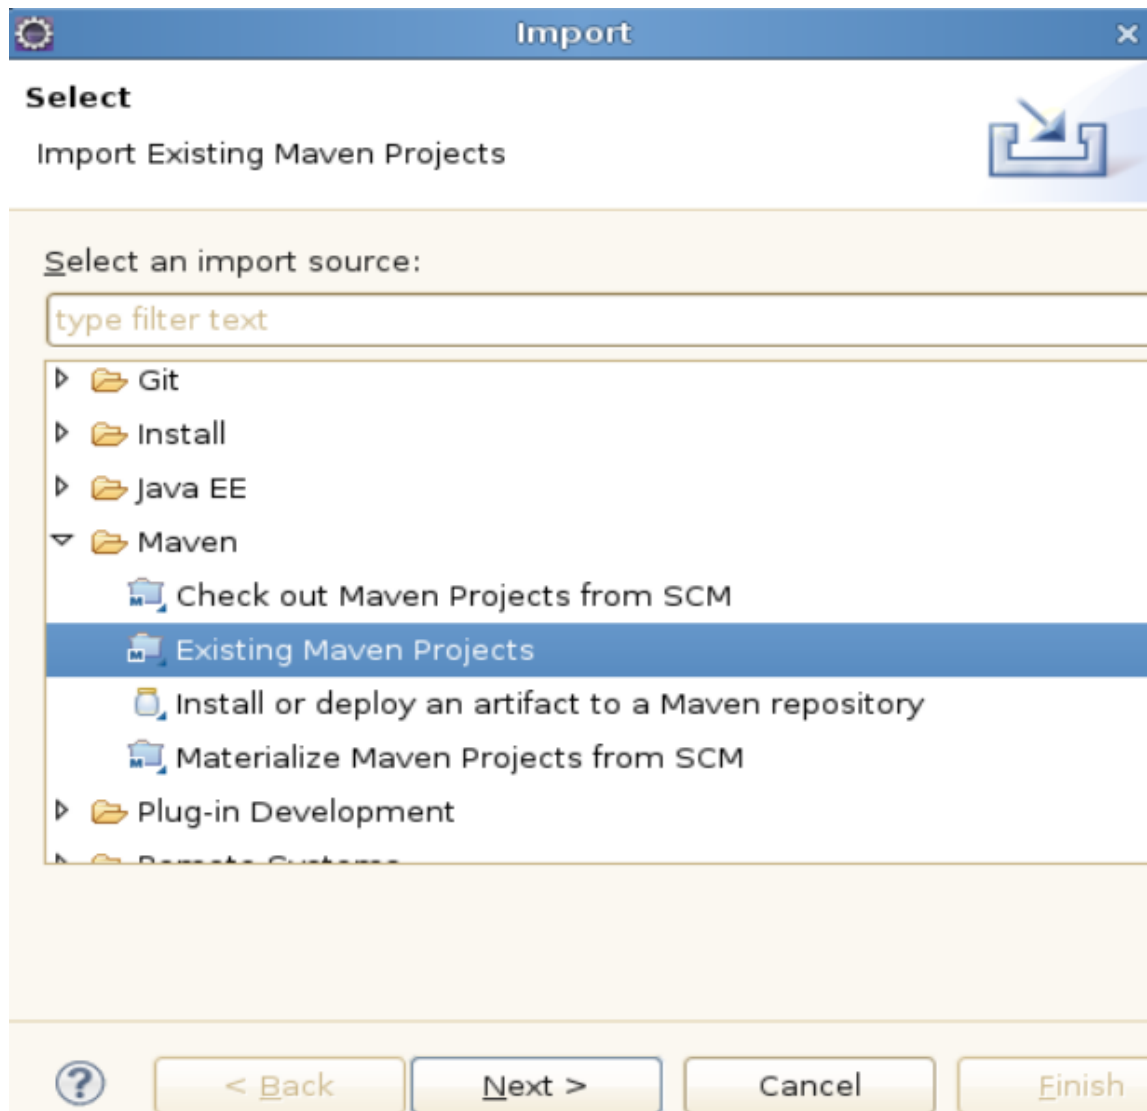 Import
Select
Import Existing Maven Projects
Select an import source:
type filter text
Git
Install
Java EE
Maven
Check out Maven Projects from SCM
Existing Maven Projects
Install or deploy an artifact to a Maven repository
Materialize Maven Projects from SCM
Plug-in Development
Remote Systems
< Back
Next >
Cancel
Finish